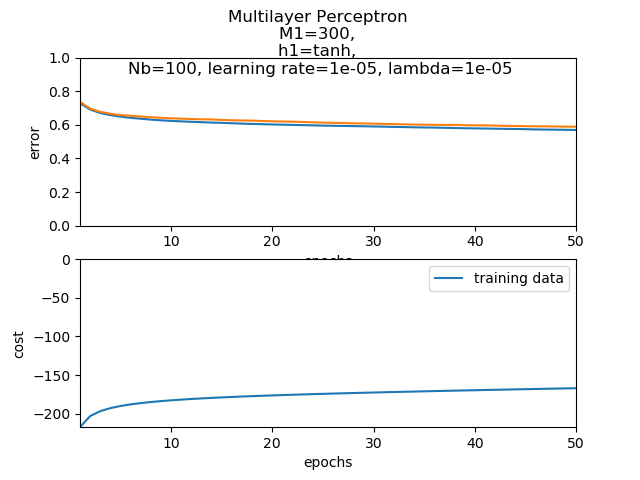 Multilayer Perceptron
M1=300,
h1=tanh,
Nb=100, learning rate=1e-05, lambda=1e-05
1.0
0.8
0.6
0.4
0.2
0.0
error
10 20 30 40 50
epochs
0
−50
−100
−150
−200
cost
training data
10 20 30 40 50
epochs